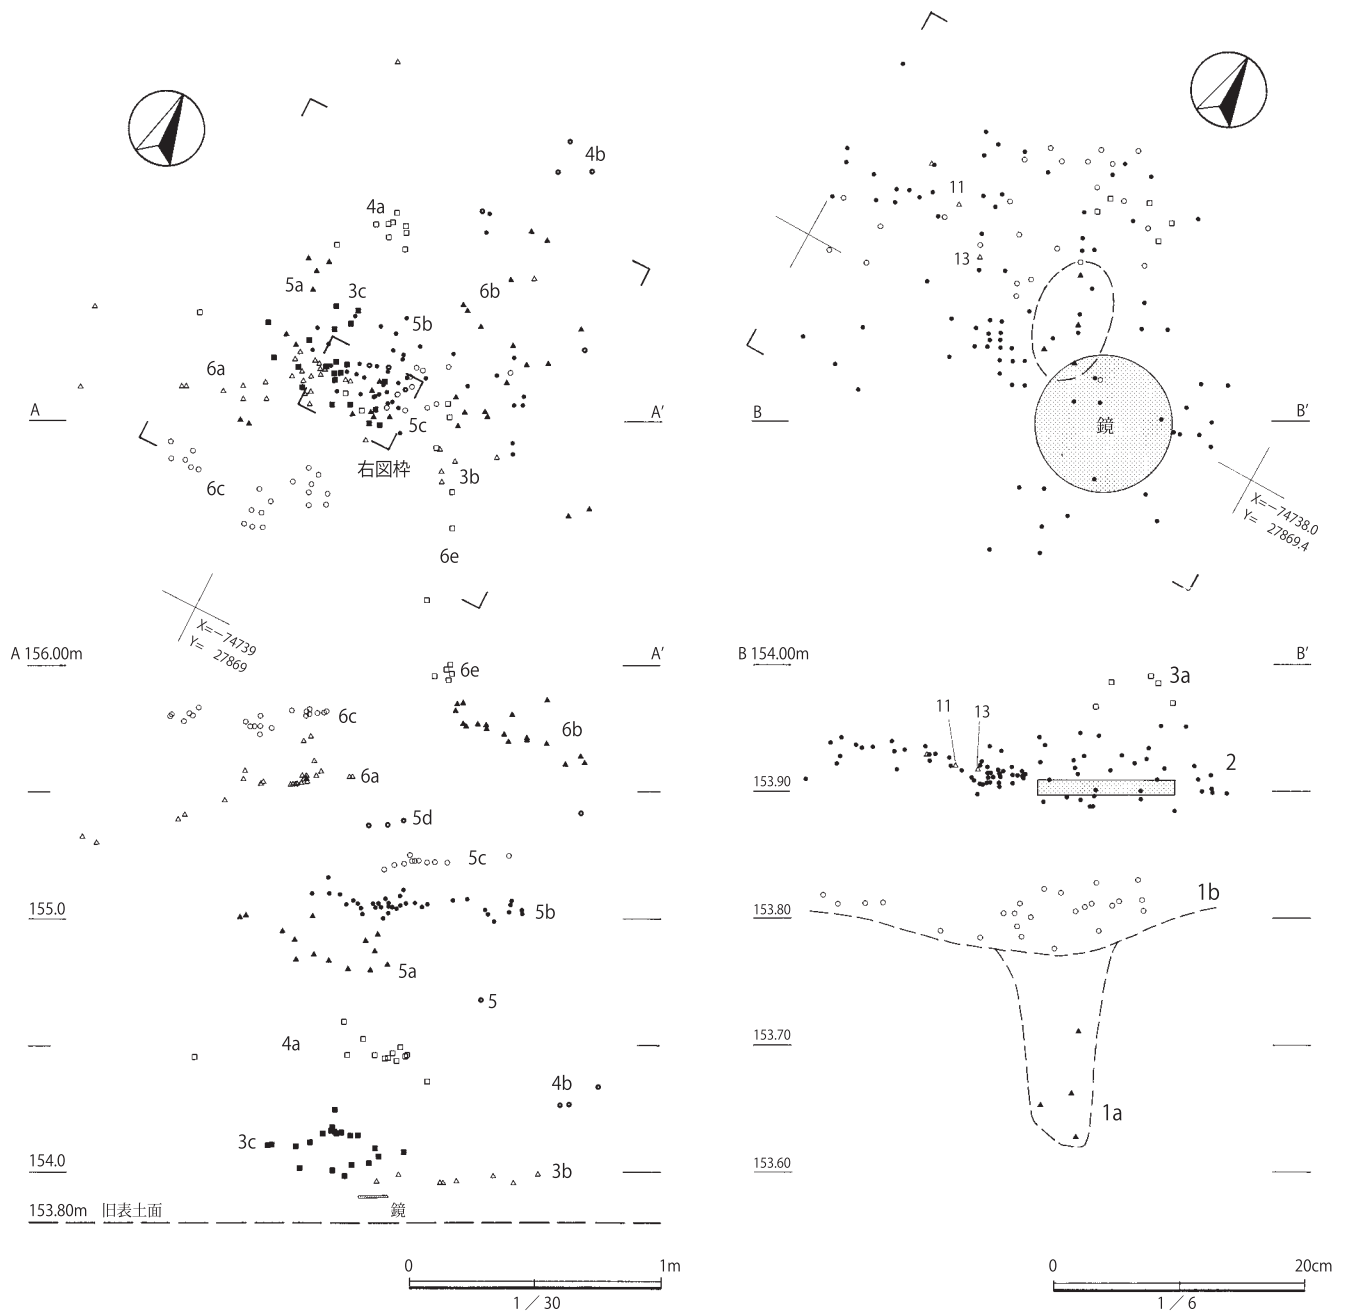 4b
4a
5a
3c
6b
5b
6a
A
A'
5c
右図枠
3b
6c
6e
X=−74739
Y= 27869
A 156.00m
A'
6e
6c
6b
6a
5d
5c
155.0
5b
5a
5
4a
4b
3c
154.0
3b
153.80m 旧表土面
鏡
0 1m
1／30
11
13
B
B'
鏡
X=−74738.0
Y= 27869.4
B 154.00m
B'
3a
11
13
2
153.90
1b
153.80
153.70
1a
153.60
0 20cm
1／6